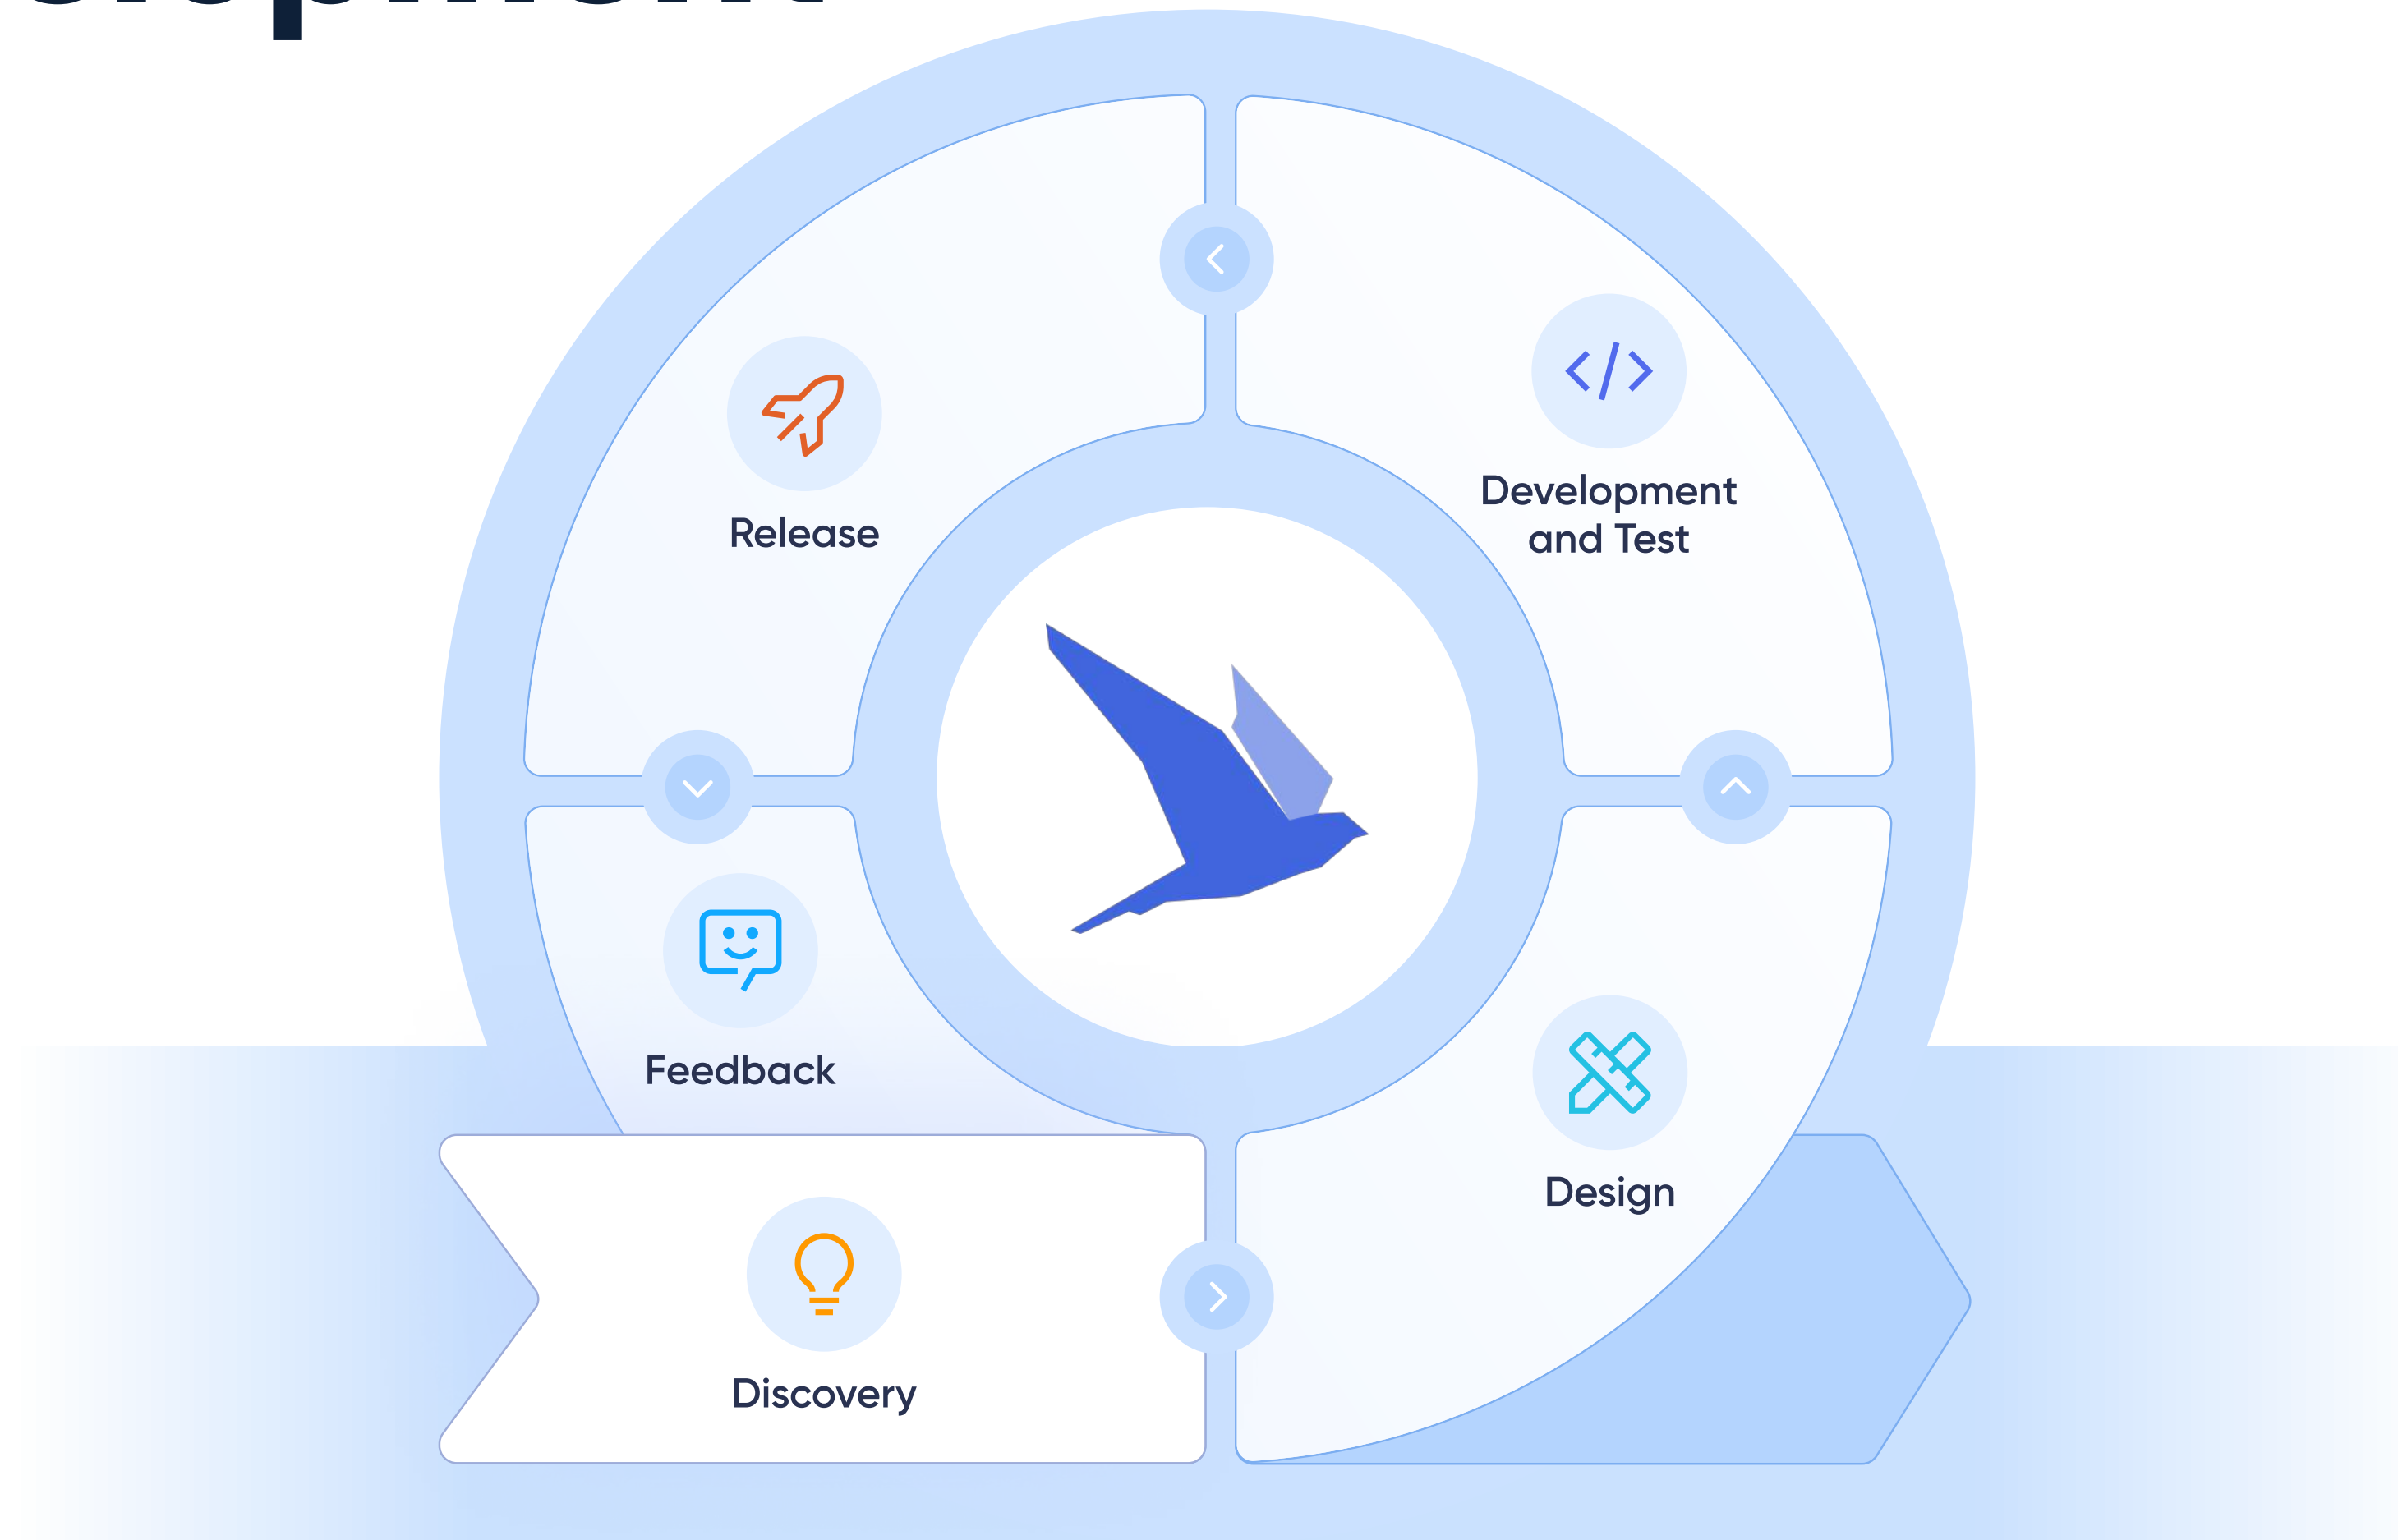 Release
Development
and Test
Feedback
Design
Discovery